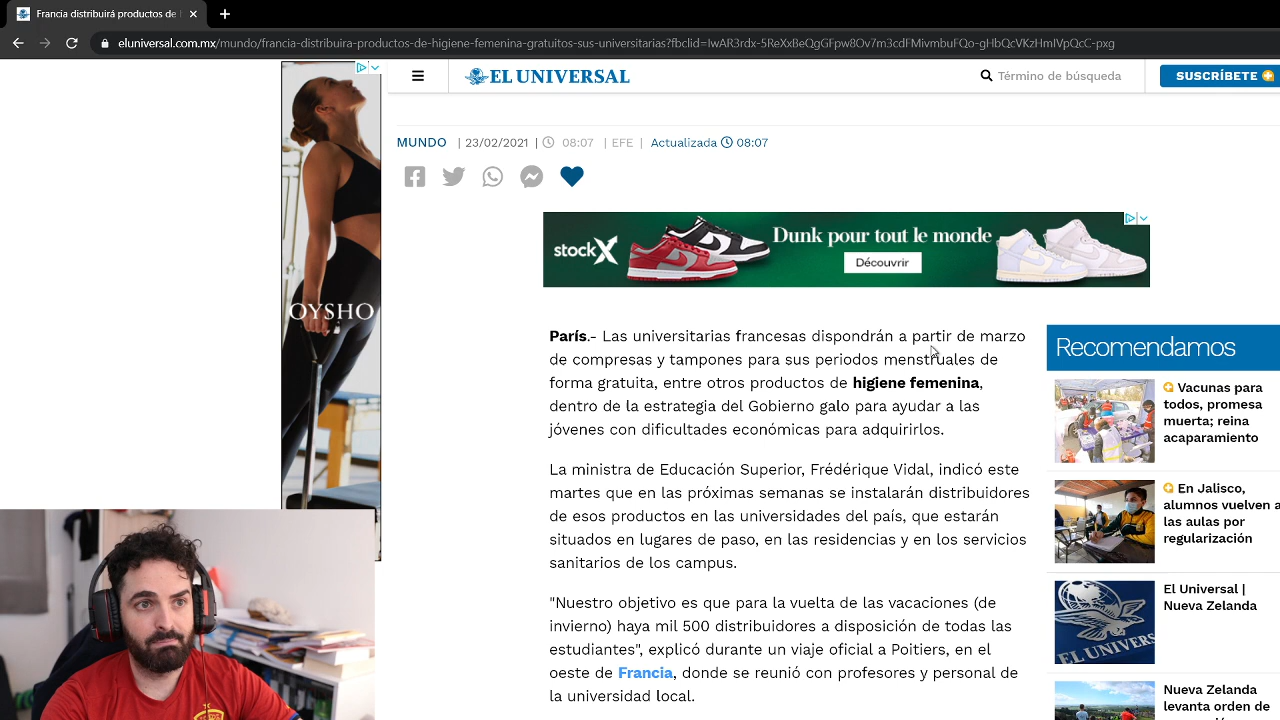 Francia distribuirá productos de
eluniversal.com.mx/mundo/francia-distribuira-productos-de-higiene-femenina-gratuitos-sus-universitarias?fbclid=IwAR3rdx-5ReXxBeQgGFpw8Ov7m3cdFMivmbuFQo-gHbQcVKzHmIVpQcC-pxg
EL UNIVERSAL
Término de búsqueda
SUSCRÍBETE
MUNDO | 23/02/2021 | 08:07 | EFE | Actualizada 08:07
OYSHO
stockX
Dunk pour tout le monde
Découvrir
París.- Las universitarias francesas dispondrán a partir de marzo
de compresas y tampones para sus periodos menstruales de
forma gratuita, entre otros productos de higiene femenina,
dentro de la estrategia del Gobierno galo para ayudar a las
jóvenes con dificultades económicas para adquirirlos.
La ministra de Educación Superior, Frédérique Vidal, indicó este
martes que en las próximas semanas se instalarán distribuidores
de esos productos en las universidades del país, que estarán
situados en lugares de paso, en las residencias y en los servicios
sanitarios de los campus.
"Nuestro objetivo es que para la vuelta de las vacaciones (de
invierno) haya mil 500 distribuidores a disposición de todas las
estudiantes", explicó durante un viaje oficial a Poitiers, en el
oeste de Francia, donde se reunió con profesores y personal de
la universidad local.
Recomendamos
Vacunas para
todos, promesa
muerta; reina
acaparamiento
En Jalisco,
alumnos vuelven a
las aulas por
regularización
El Universal |
Nueva Zelanda
EL UNIVERS
Nueva Zelanda
levanta orden de